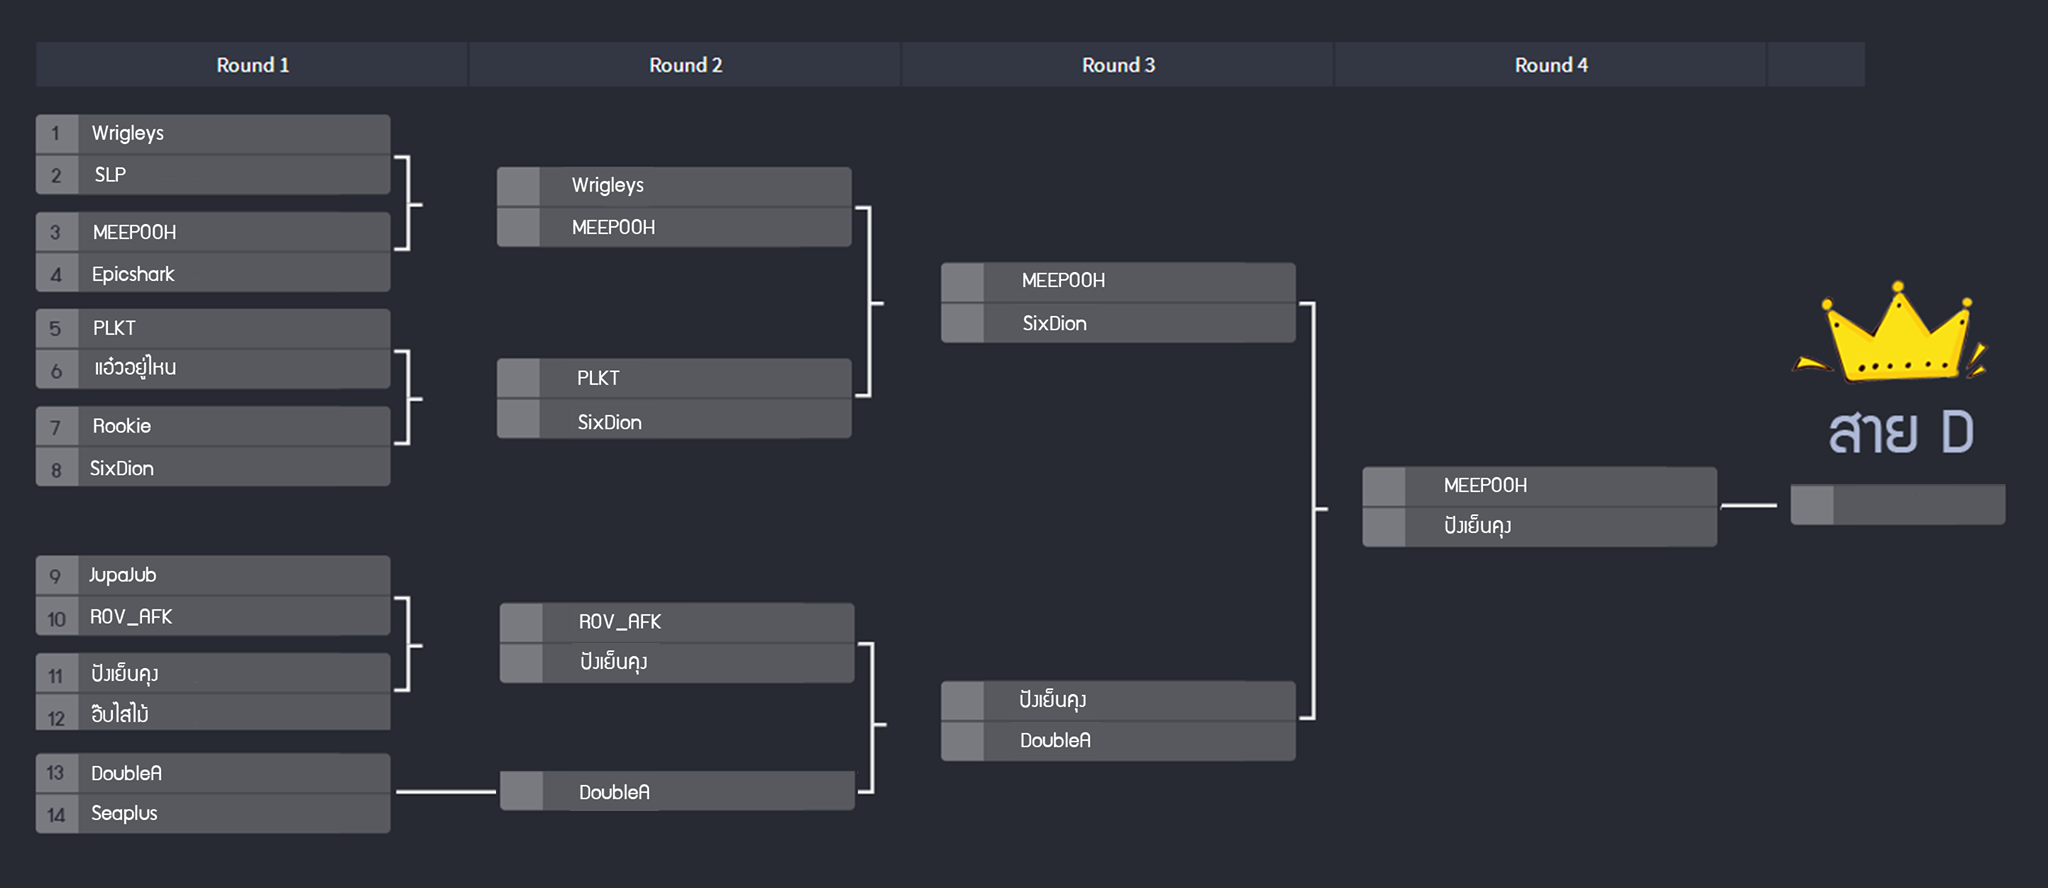 Round 1
Round 2
Round 3
Round 4
1 Wrigleys
2 SLP
3 MEEPOOH
4 Epicshark
5 PLKT
6 แอ๋วอยู่ไหน
7 Rookie
8 SixDion
9 JupaJub
10 ROV_AFK
11 ปังเย็นคุง
12 อ๊บไสไม้
13 DoubleA
14 Seaplus
Wrigleys
MEEPOOH
PLKT
SixDion
ROV_AFK
ปังเย็นคุง
DoubleA
MEEPOOH
SixDion
ปังเย็นคุง
DoubleA
MEEPOOH
ปังเย็นคุง
สาย D